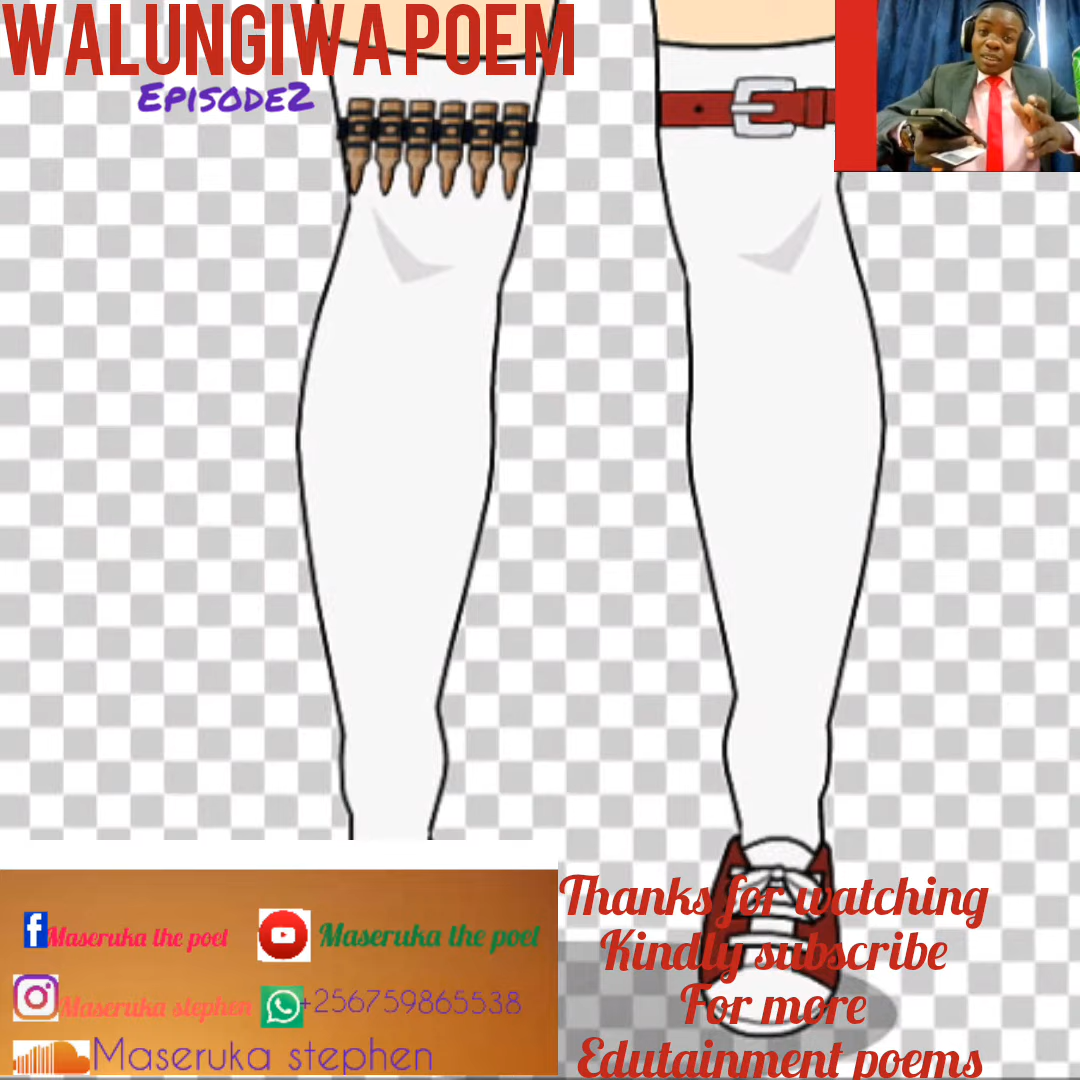 WALUNGIWA POEM
EPISODE2
Maseruka the poet
Maseruka the poet
Maseruka stephen
+256759865538
Maseruka stephen
Thanks for watching
Kindly subscribe
For more
Edutainment poems